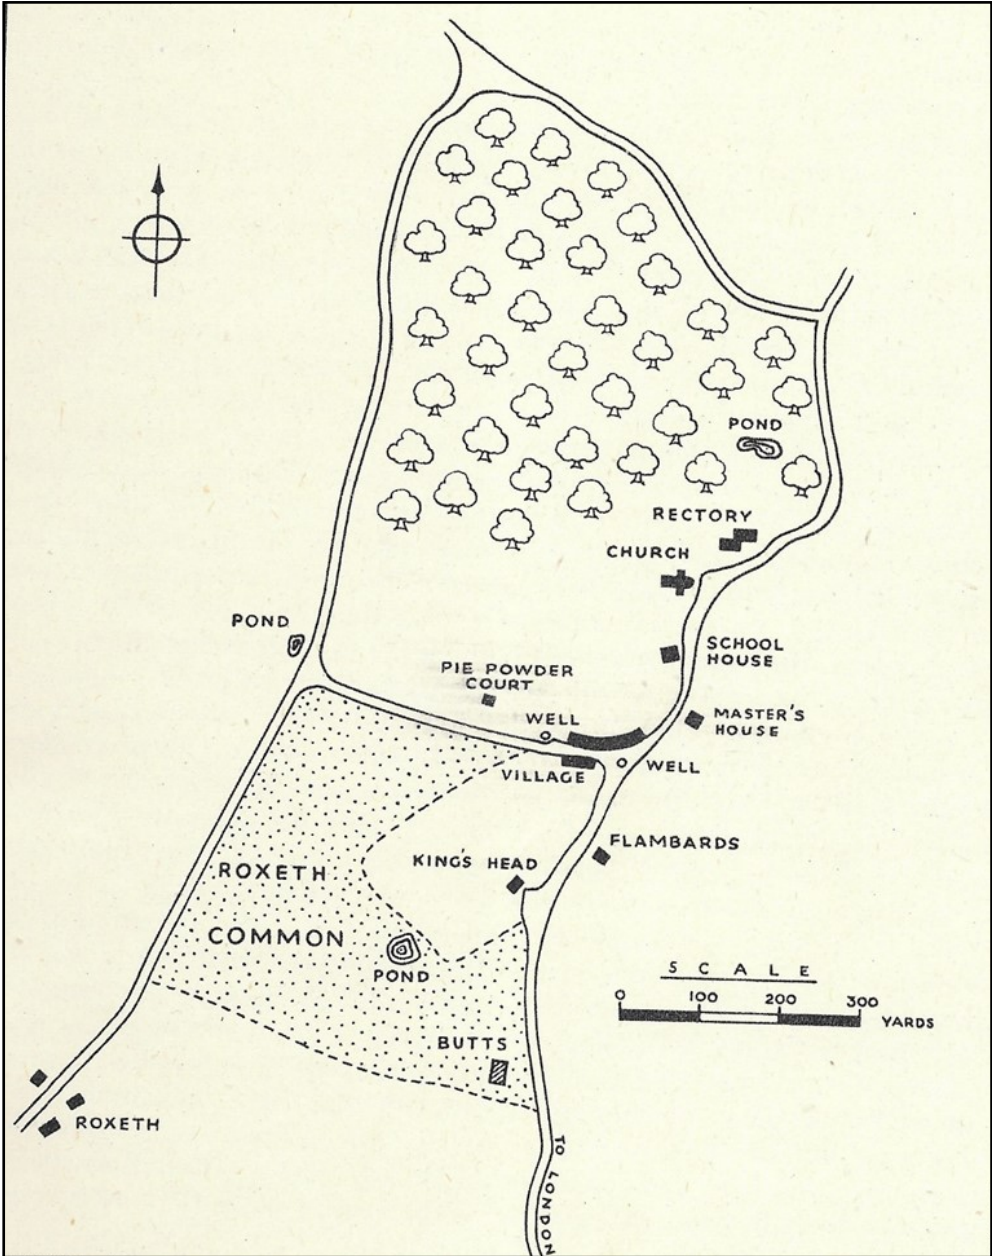 POND
RECTORY
CHURCH
POND
SCHOOL
HOUSE
PIE POWDER
COURT
MASTER'S
HOUSE
WELL
WELL
VILLAGE
FLAMBARDS
KING'S HEAD
ROXETH
COMMON
POND
SCALE
0 100 200 300
YARDS
BUTTS
ROXETH
TO LONDON